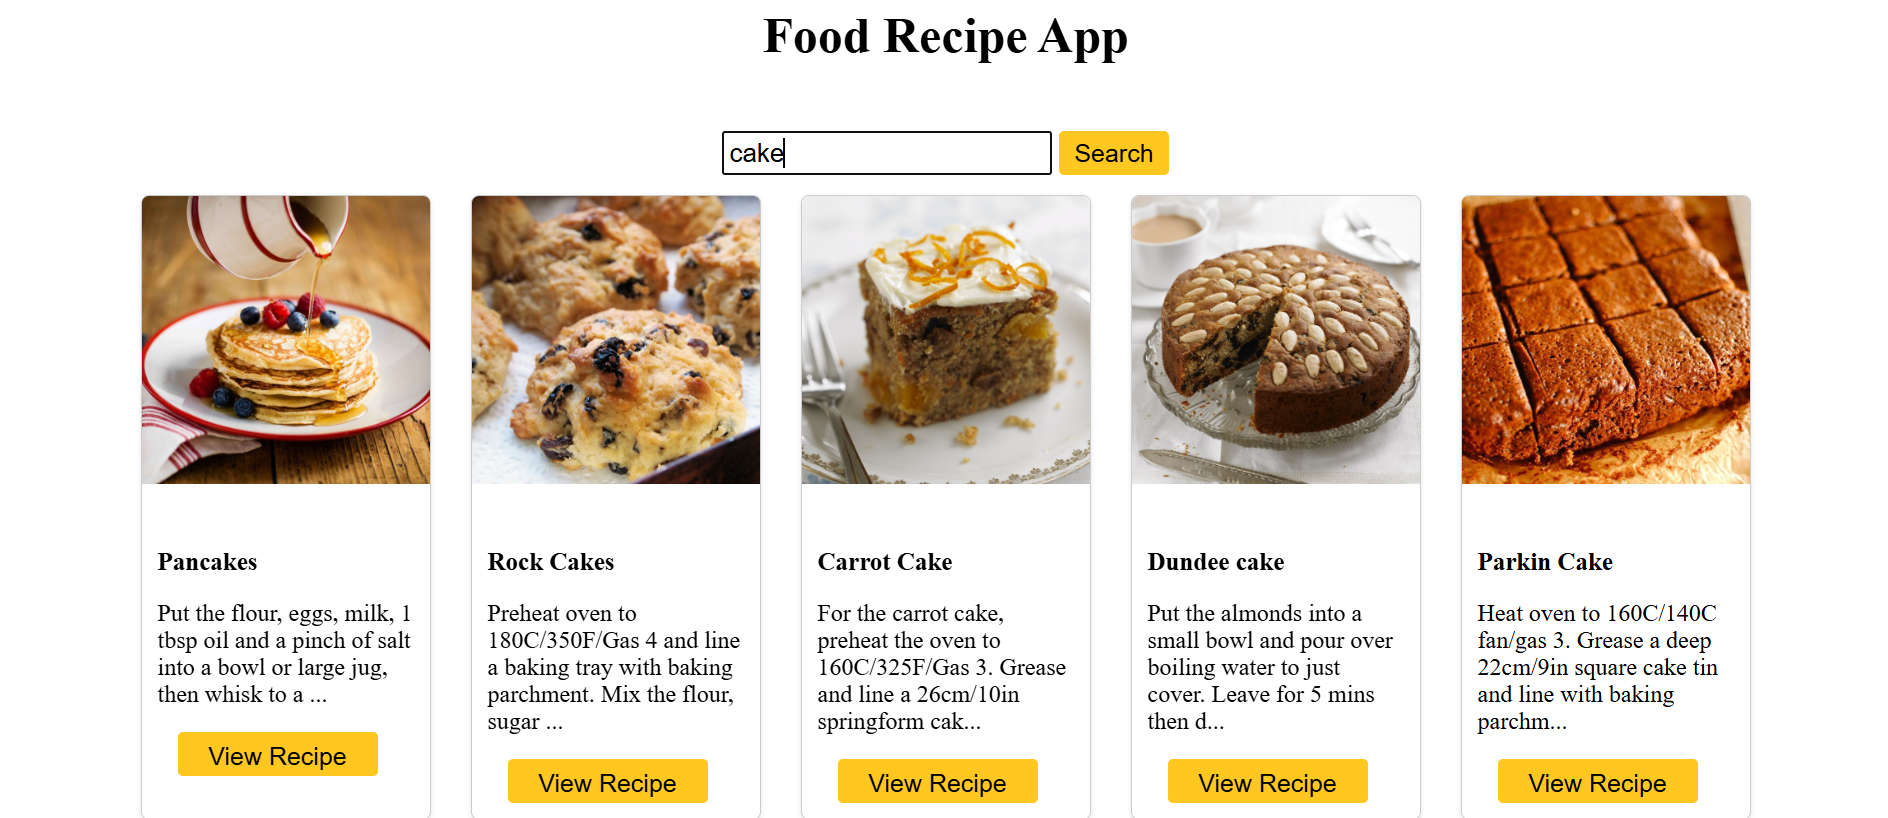 Food Recipe App
cake
Search
Pancakes
Put the flour, eggs, milk, 1
tbsp oil and a pinch of salt
into a bowl or large jug,
then whisk to a ...
View Recipe
Rock Cakes
Preheat oven to
180C/350F/Gas 4 and line
a baking tray with baking
parchment. Mix the flour,
sugar ...
View Recipe
Carrot Cake
For the carrot cake,
preheat the oven to
160C/325F/Gas 3. Grease
and line a 26cm/10in
springform cak...
View Recipe
Dundee cake
Put the almonds into a
small bowl and pour over
boiling water to just
cover. Leave for 5 mins
then d...
View Recipe
Parkin Cake
Heat oven to 160C/140C
fan/gas 3. Grease a deep
22cm/9in square cake tin
and line with baking
parchm...
View Recipe